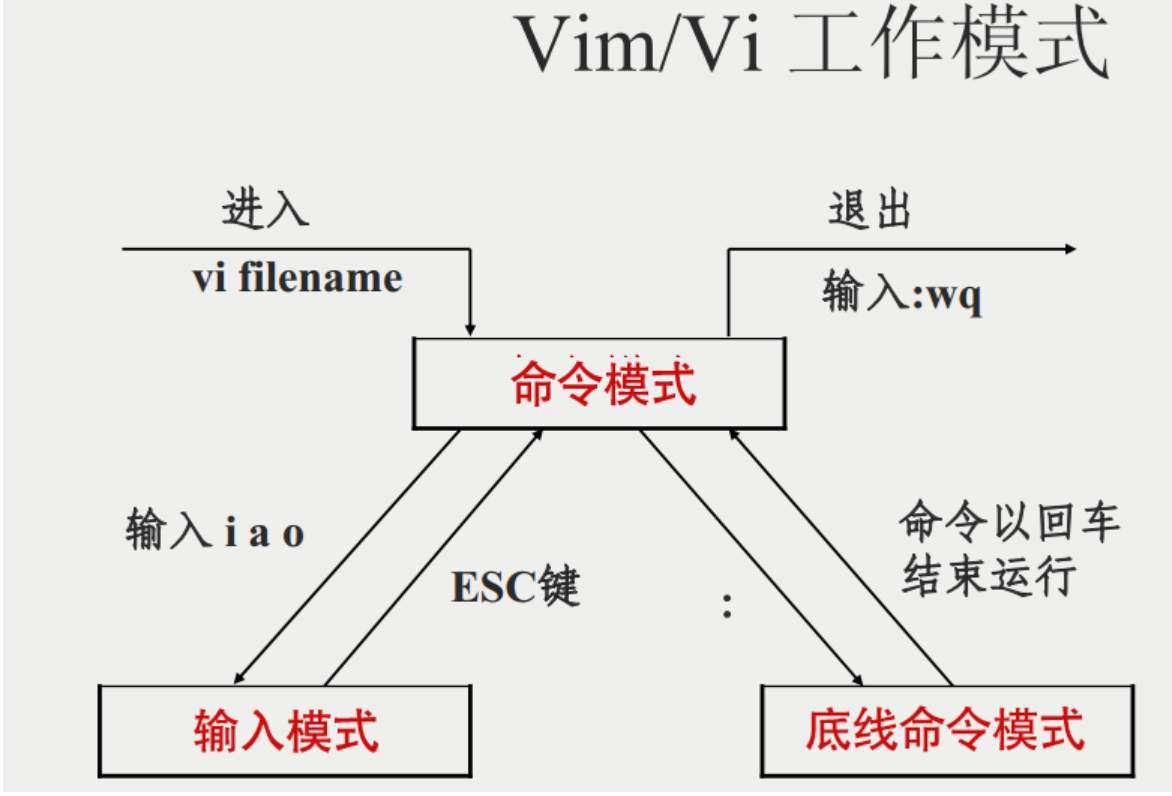 Vim/Vi 工作模式
进入
vi filename
退出
输入:wq
命令模式
输入 i a o
ESC键
:
命令以回车
结束运行
输入模式
底线命令模式